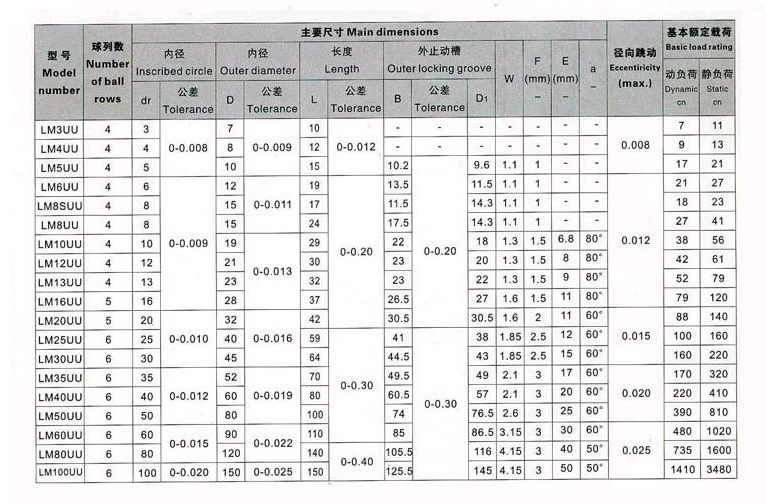 主要尺寸 Main dimensions
型号
Model
number
球列数
Number
of ball
rows
内径
Inscribed circle
内径
Outer diameter
长度
Length
外止动槽
Outer locking groove
W
F
(mm)
–
E
(mm)
–
a
–
径向跳动
Eccentiricity
(max.)
基本额定载荷
Basic load rating
dr
公差
Tolerance
D
公差
Tolerance
L
公差
Tolerance
B
公差
Tolerance
D1
动负荷
Dynamic
cn
静负荷
Static
cn
LM3UU 4 3 0-0.008 7 0-0.009 10 0-0.012 - - - - - - - 0.008 7 11
LM4UU 4 4 8 12 - - - - - - - 9 13
LM5UU 4 5 10 15 10.2 0-0.20 9.6 1.1 1 - - 17 21
LM6UU 4 6 0-0.009 12 0-0.011 19 0-0.20 13.5 11.5 1.1 1 - - 0.012 21 27
LM8SUU 4 8 15 17 11.5 14.3 1.1 1 - - 18 23
LM8UU 4 8 15 24 17.5 14.3 1.1 1 - - 27 41
LM10UU 4 10 19 0-0.013 29 22 18 1.3 1.5 6.8 80° 38 56
LM12UU 4 12 21 30 23 20 1.3 1.5 8 80° 42 61
LM13UU 4 13 23 32 23 22 1.3 1.5 9 80° 52 79
LM16UU 5 16 28 37 26.5 27 1.6 1.5 11 80° 79 120
LM20UU 5 20 0-0.010 32 0-0.016 42 30.5 30.5 1.6 2 11 60° 0.015 88 140
LM25UU 6 25 40 59 0-0.30 41 0-0.30 38 1.85 2.5 12 60° 100 160
LM30UU 6 30 45 64 44.5 43 1.85 2.5 15 60° 160 220
LM35UU 6 35 0-0.012 52 0-0.019 70 49.5 49 2.1 3 17 60° 0.020 170 320
LM40UU 6 40 60 80 60.5 57 2.1 3 20 60° 220 410
LM50UU 6 50 80 100 74 76.5 2.6 3 25 60° 390 810
LM60UU 6 60 0-0.015 90 0-0.022 110 85 86.5 3.15 3 30 60° 0.025 480 1020
LM80UU 6 80 120 140 0-0.40 105.5 116 4.15 3 40 50° 735 1600
LM100UU 6 100 0-0.020 150 0-0.025 150 125.5 145 4.15 3 50 50° 1410 3480